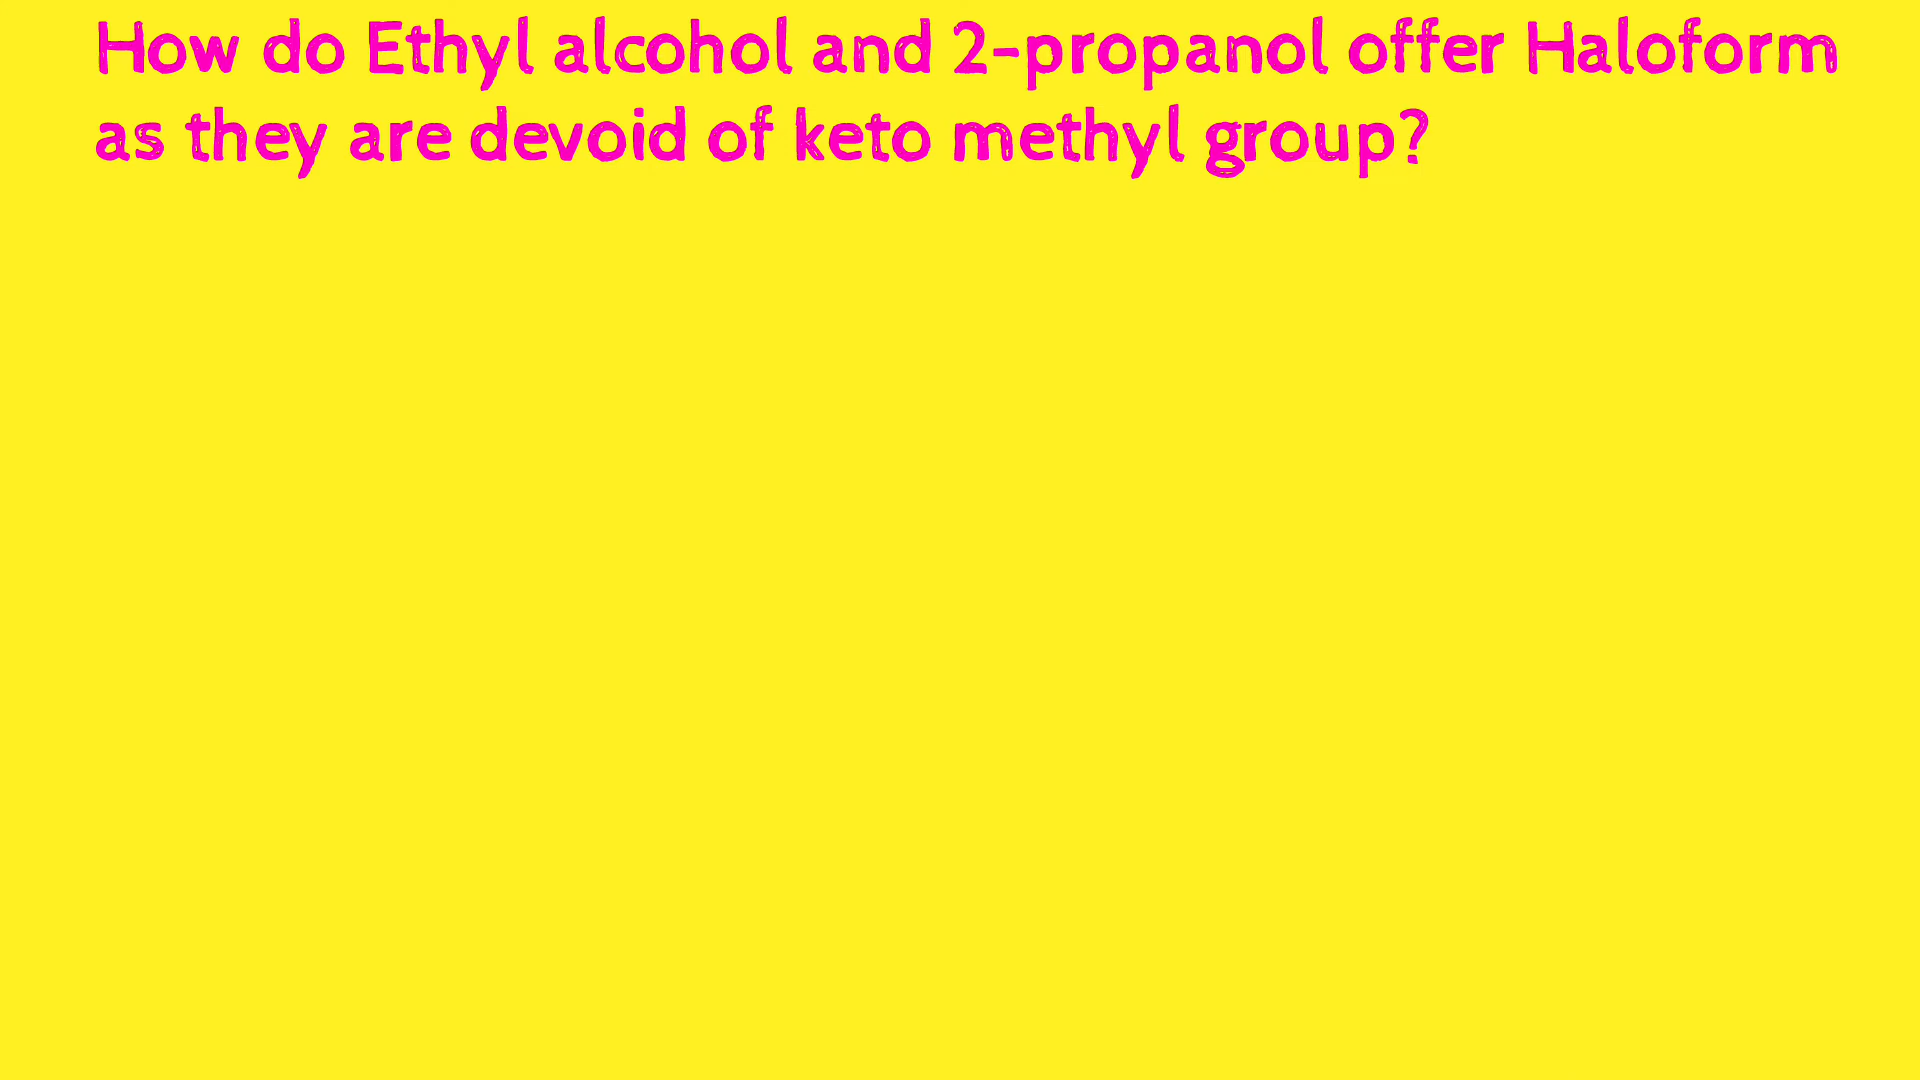 How do Ethyl alcohol and 2-propanol offer Haloform
as they are devoid of keto methyl group?